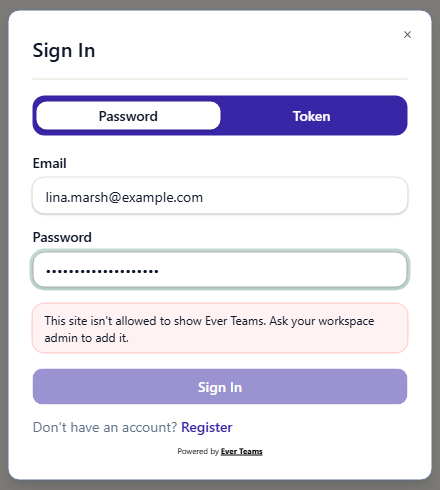 ×
Sign In
Password Token
Email
lina.marsh@example.com
Password
••••••••••••••••••••
This site isn't allowed to show Ever Teams. Ask your workspace
admin to add it.
Sign In
Don't have an account? Register
Powered by Ever Teams